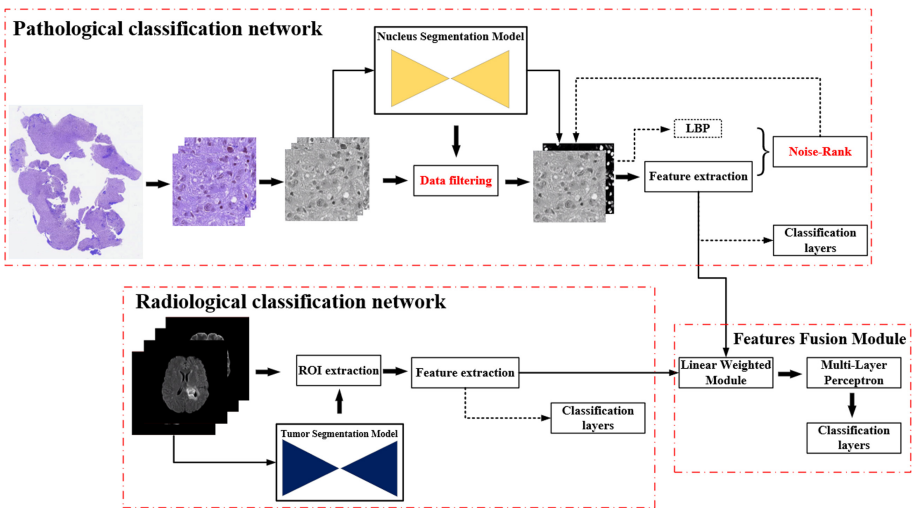 Pathological classification network
Nucleus Segmentation Model
LBP
Noise-Rank
Data filtering
Feature extraction
Classification
layers
Radiological classification network
Features Fusion Module
ROI extraction
Feature extraction
Linear Weighted
Module
Multi-Layer
Perceptron
Classification
layers
Tumor Segmentation Model
Classification
layers